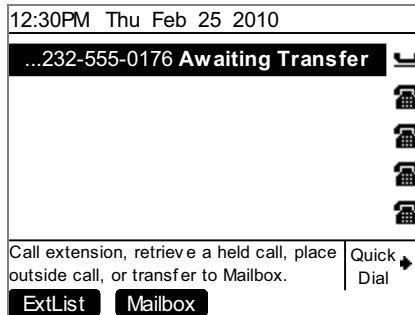 12:30PM Thu Feb 25 2010
...232-555-0176 Awaiting Transfer
Call extension, retrieve a held call, place
outside call, or transfer to Mailbox.
Quick
Dial
ExtList Mailbox